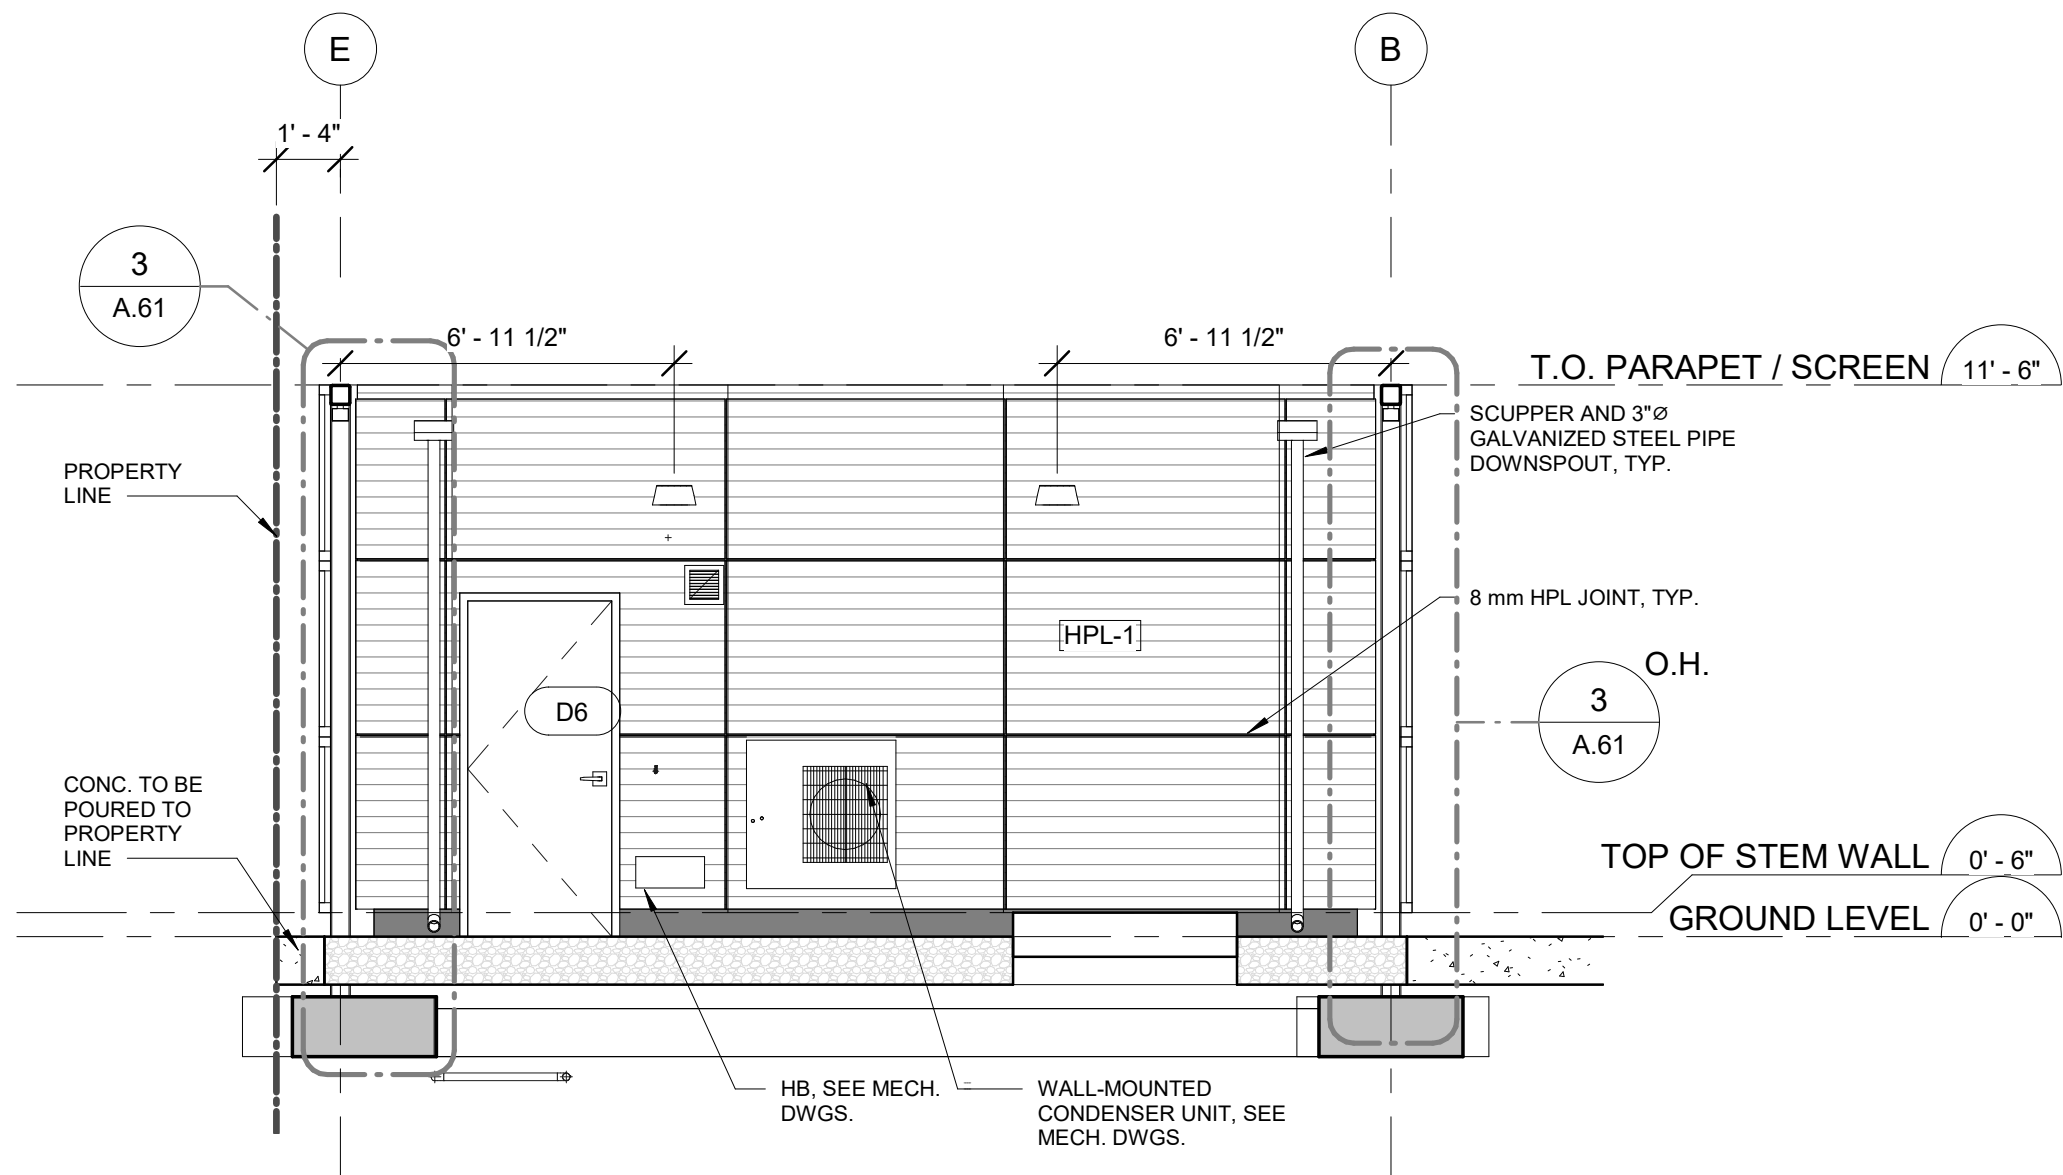 E
B
1' - 4"
3
A.61
6' - 11 1/2"
6' - 11 1/2"
T.O. PARAPET / SCREEN
11' - 6"
SCUPPER AND 3"Ø
GALVANIZED STEEL PIPE
DOWNSPOUT, TYP.
PROPERTY
LINE
8 mm HPL JOINT, TYP.
HPL-1
O.H.
3
A.61
D6
CONC. TO BE
POURED TO
PROPERTY
LINE
TOP OF STEM WALL
0' - 6"
GROUND LEVEL
0' - 0"
HB, SEE MECH.
DWGS.
WALL-MOUNTED
CONDENSER UNIT, SEE
MECH. DWGS.